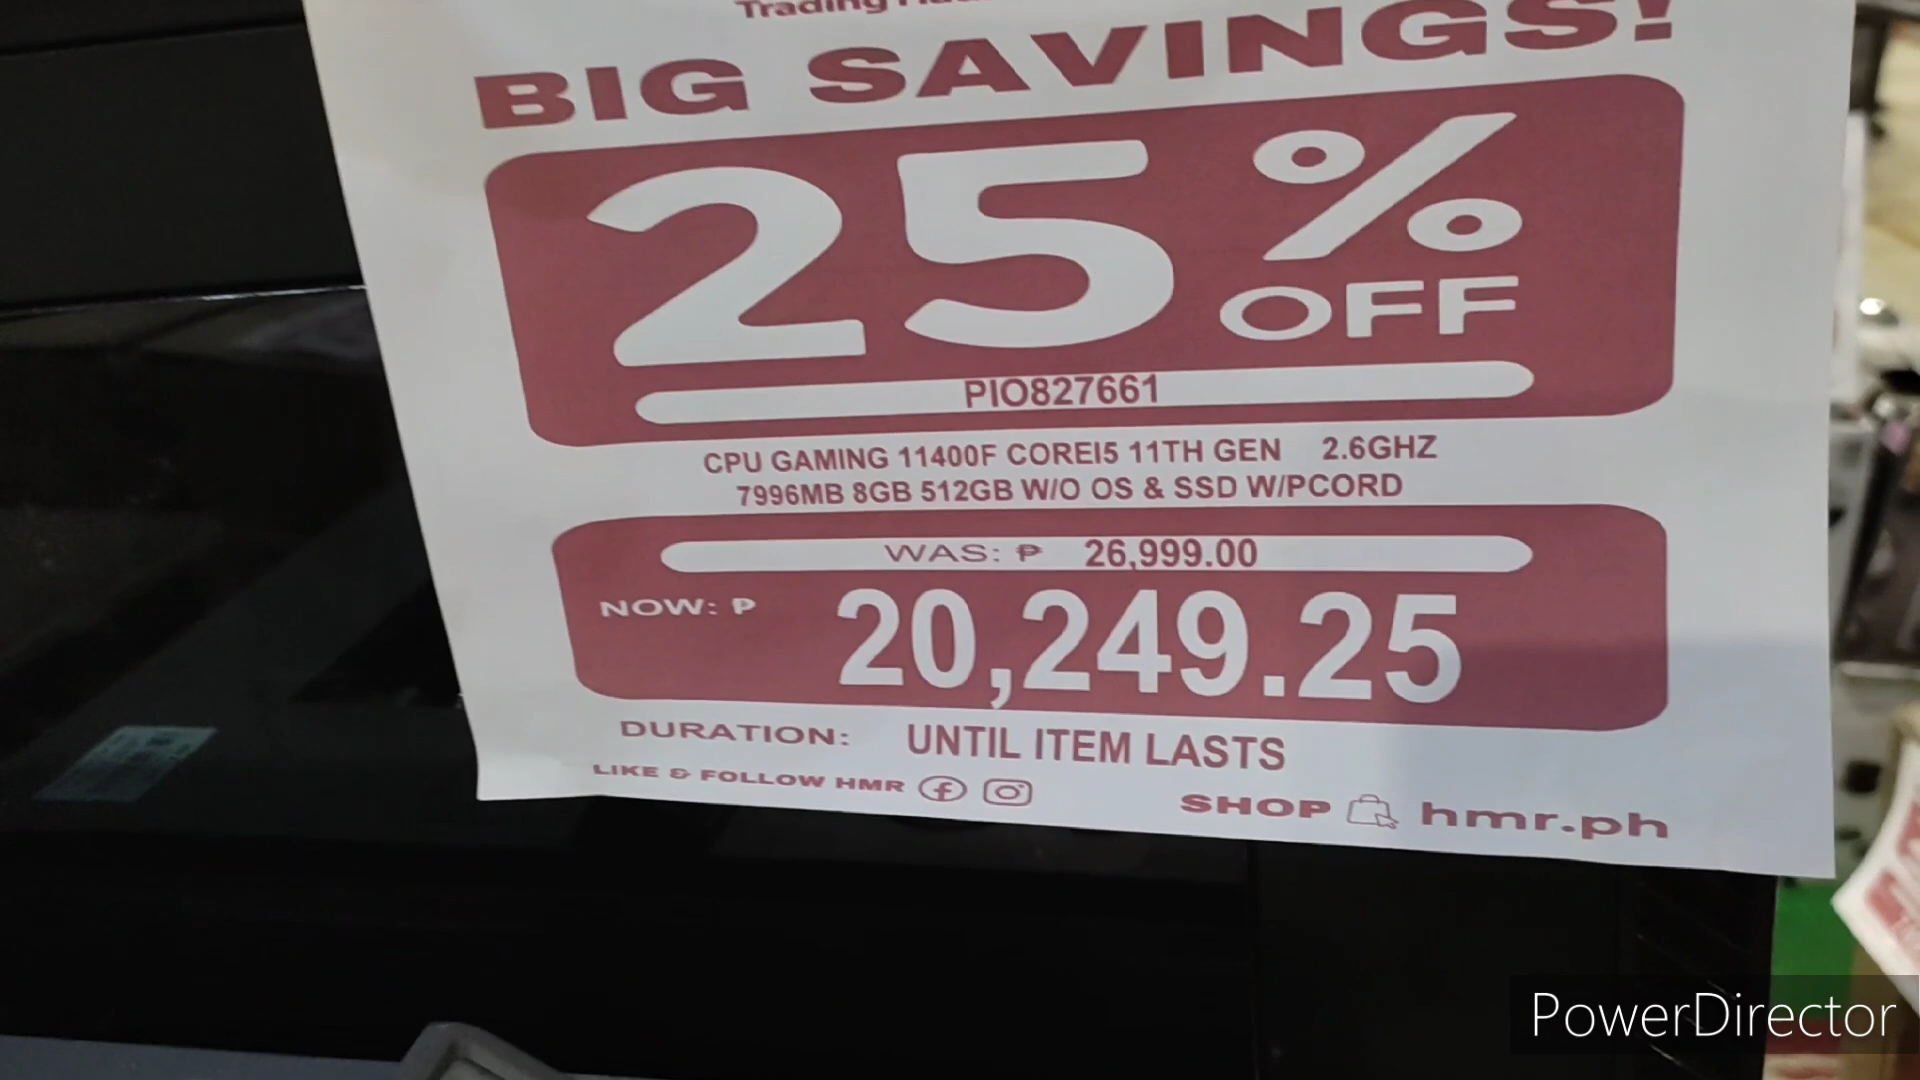 Trading
BIG SAVINGS!
25%
OFF
PIO827661
CPU GAMING 11400F COREI5 11TH GEN 2.6GHZ
7996MB 8GB 512GB W/O OS & SSD W/PCORD
WAS: ₱ 26,999.00
NOW: ₱ 20,249.25
DURATION: UNTIL ITEM LASTS
LIKE & FOLLOW HMR
SHOP hmr.ph
PowerDirector